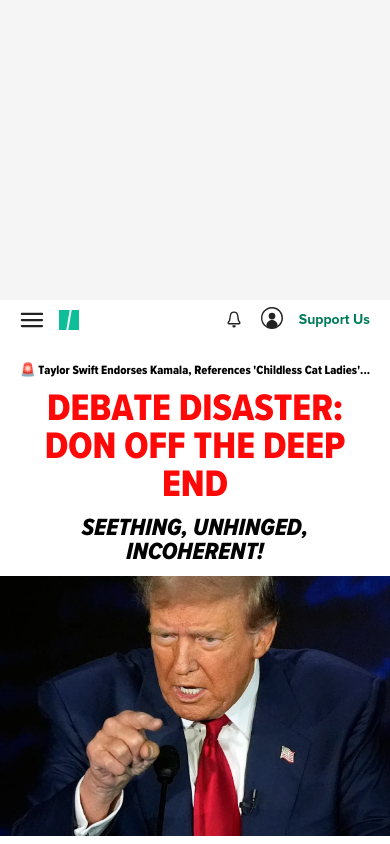 Support Us
🚨 Taylor Swift Endorses Kamala, References 'Childless Cat Ladies'...
DEBATE DISASTER:
DON OFF THE DEEP
END
SEETHING, UNHINGED,
INCOHERENT!